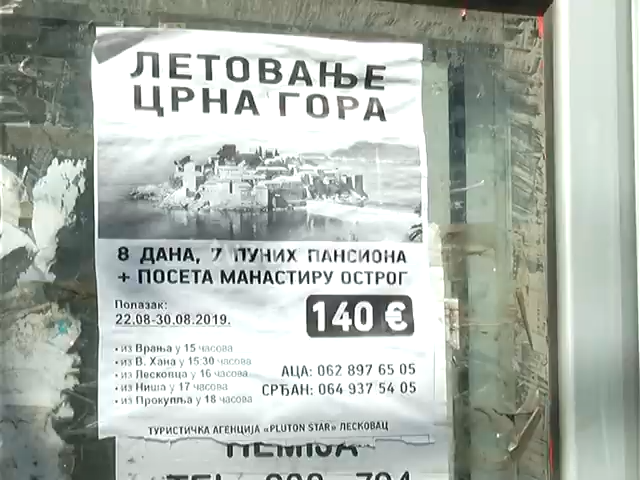 ЛЕТОВАЊЕ
ЦРНА ГОРА
8 ДАНА, 7 ПУНИХ ПАНСИОНА
+ ПОСЕТА МАНАСТИРУ ОСТРОГ
Полазак:
22.08-30.08.2019.
140 €
• из Врања у 15 часова
• из В. Хана у 15:30 часова
• из Лесковца у 16 часова
• из Ниша у 17 часова
• из Прокупља у 18 часова
АЦА: 062 897 65 05
СРЂАН: 064 937 54 05
ТУРИСТИЧКА АГЕНЦИЈА «PLUTON STAR» ЛЕСКОВАЦ